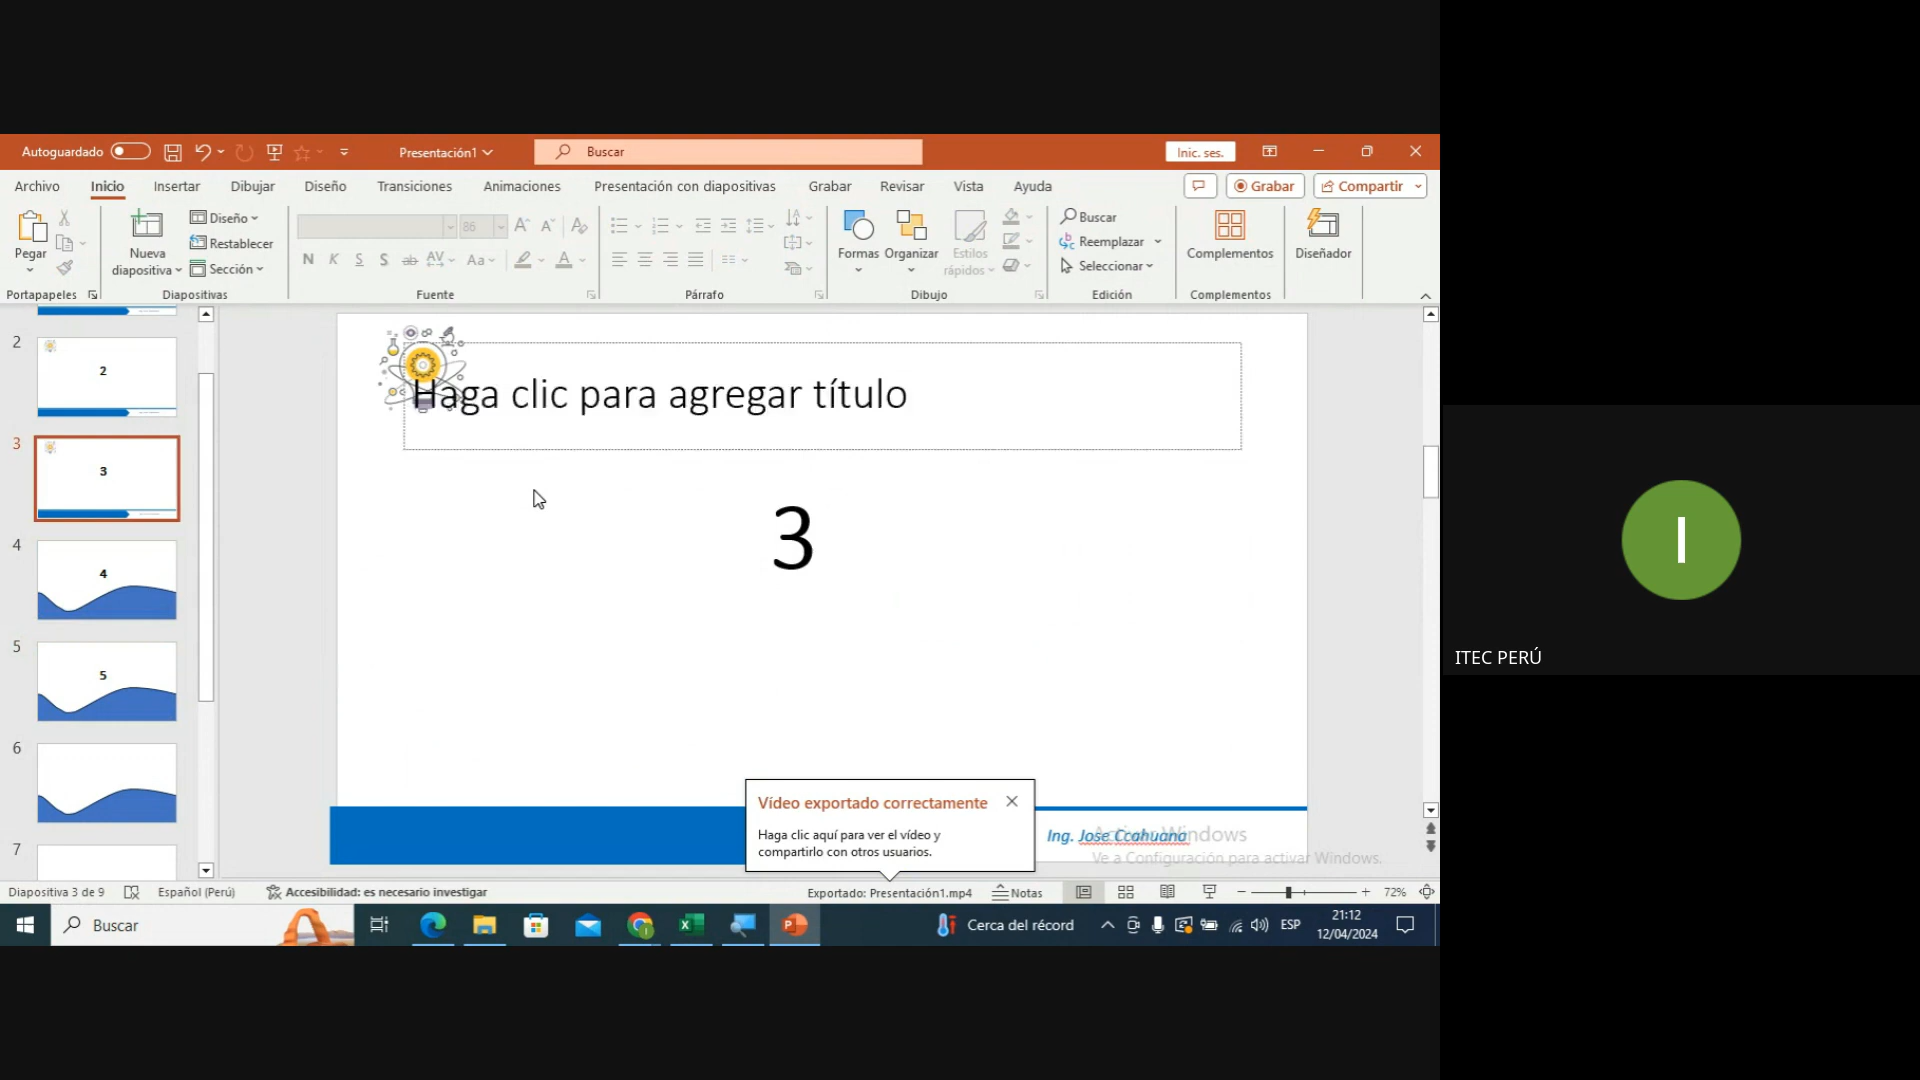 Autoguardado
Presentación1
Buscar
Inic. ses.
Archivo
Inicio
Insertar
Dibujar
Diseño
Transiciones
Animaciones
Presentación con diapositivas
Grabar
Revisar
Vista
Ayuda
Grabar
Compartir
Pegar
Nueva
diapositiva
Diseño
Restablecer
Sección
86
N K S S ab AV Aa A
Formas
Organizar
Estilos
rápidos
Buscar
Reemplazar
Seleccionar
Complementos
Diseñador
Portapapeles
Diapositivas
Fuente
Párrafo
Dibujo
Edición
Complementos
2
2
3
3
4
4
5
5
6
7
Haga clic para agregar título
3
Vídeo exportado correctamente
Haga clic aquí para ver el vídeo y
compartirlo con otros usuarios.
Ing. Jose Ccahuana
Activar Windows
Ve a Configuración para activar Windows.
Diapositiva 3 de 9
Español (Perú)
Accesibilidad: es necesario investigar
Exportado: Presentación1.mp4
Notas
72%
Buscar
Cerca del récord
ESP
21:12
12/04/2024
I
ITEC PERÚ